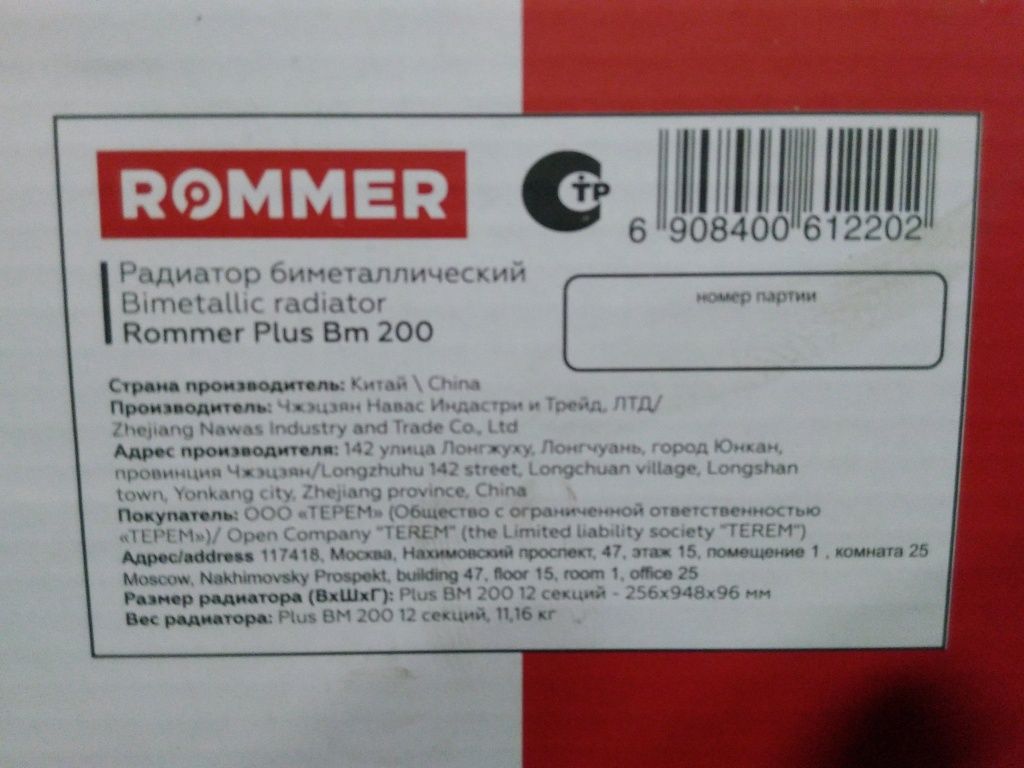 ROMMER
СТР
6 908400 612202
Радиатор биметаллический
Bimetallic radiator
Rommer Plus Bm 200
номер партии
Страна производитель: Китай \ China
Производитель: Чжэцзян Навас Индастри и Трейд, ЛТД/
Zhejiang Nawas Industry and Trade Co., Ltd
Адрес производителя: 142 улица Лонгжуху, Лонгчуань, город Юнкан,
провинция Чжэцзян/Longzhuhu 142 street, Longchuan village, Longshan
town, Yonkang city, Zhejiang province, China
Покупатель: ООО «ТЕРЕМ» (Общество с ограниченной ответственностью
«ТЕРЕМ»)/ Open Company "TEREM" (the Limited liability society "TEREM")
Адрес/address 117418, Москва, Нахимовский проспект, 47, этаж 15, помещение 1 , комната 25
Moscow, Nakhimovsky Prospekt, building 47, floor 15, room 1, office 25
Размер радиатора (ВхШхГ): Plus BM 200 12 секций - 256х948х96 мм
Вес радиатора: Plus BM 200 12 секций, 11,16 кг